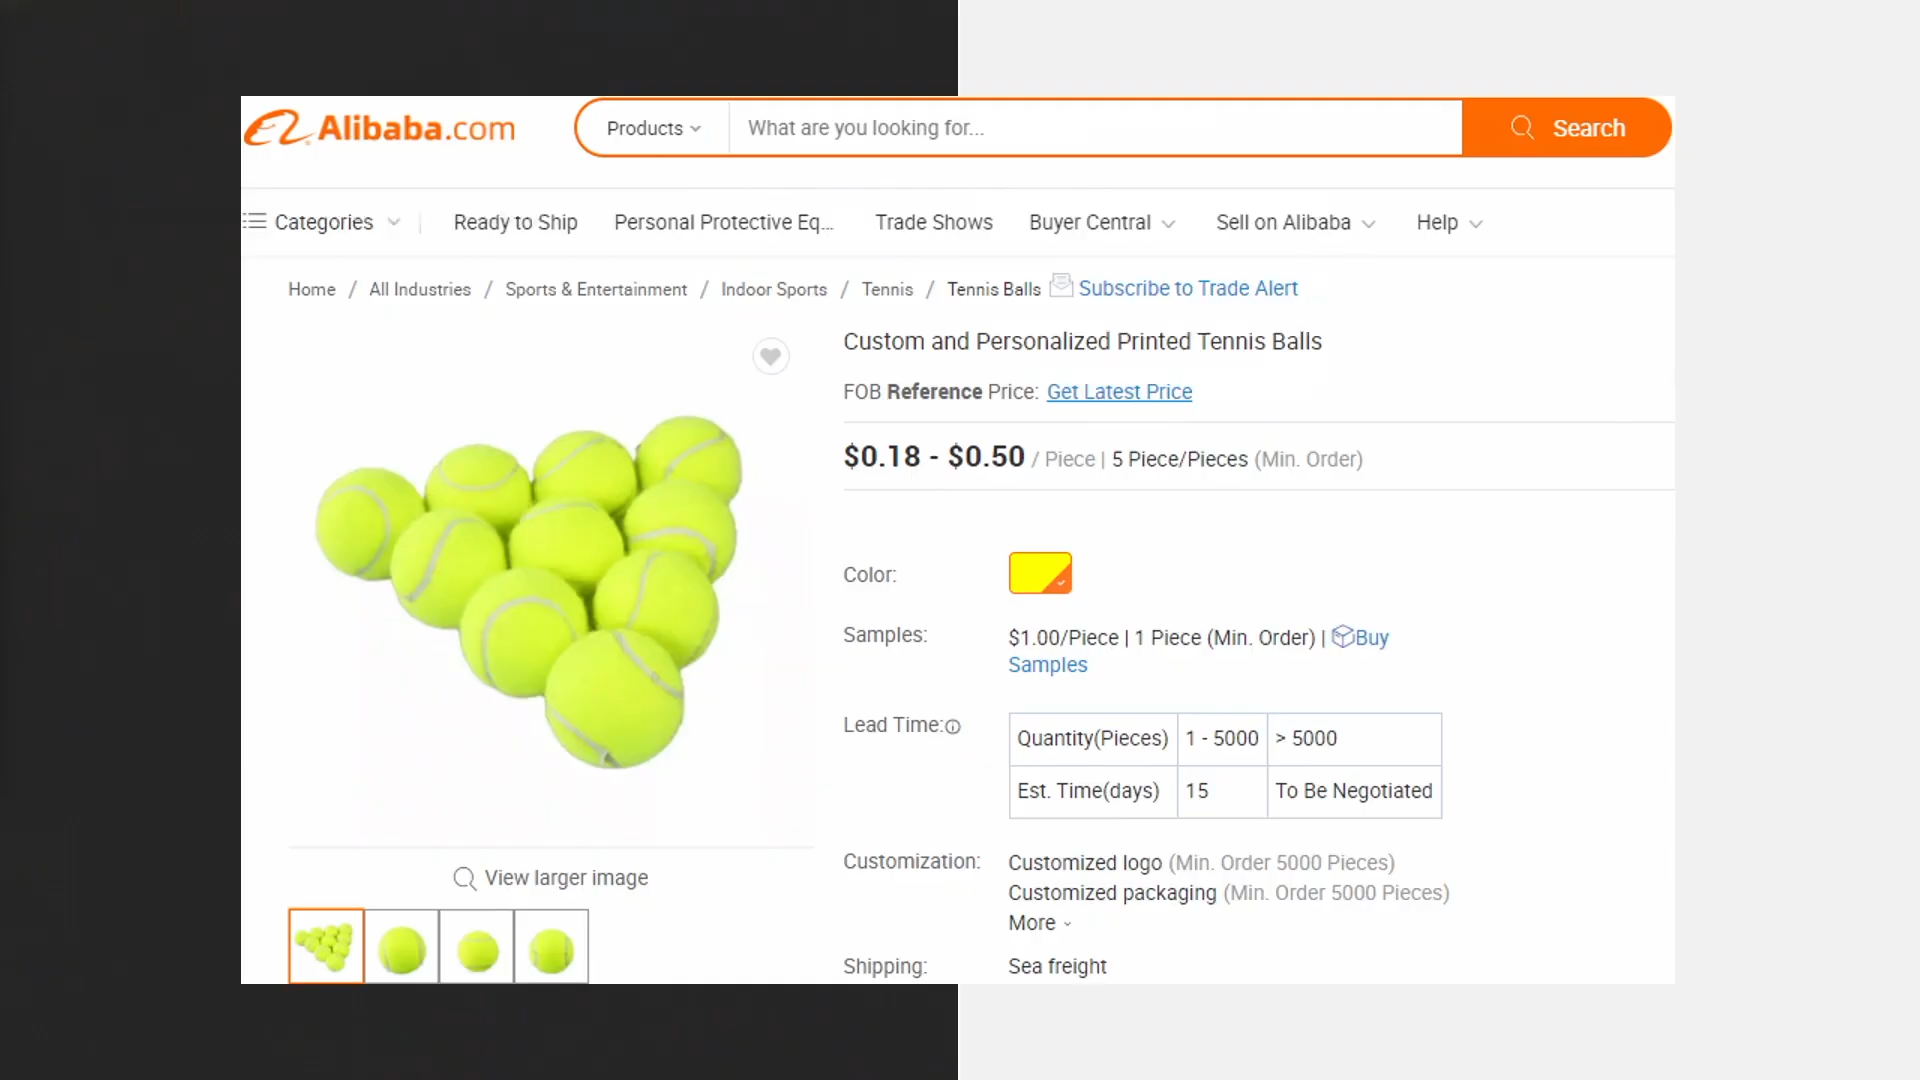 Alibaba.com
Products
What are you looking for...
Search
Categories
Ready to Ship
Personal Protective Eq...
Trade Shows
Buyer Central
Sell on Alibaba
Help
Home / All Industries / Sports & Entertainment / Indoor Sports / Tennis / Tennis Balls
Subscribe to Trade Alert
Custom and Personalized Printed Tennis Balls
FOB Reference Price: Get Latest Price
$0.18 - $0.50 / Piece | 5 Piece/Pieces (Min. Order)
Color:
Samples:
$1.00/Piece | 1 Piece (Min. Order) | Buy
Samples
Lead Time:
Quantity(Pieces) 1 - 5000 > 5000
Est. Time(days) 15 To Be Negotiated
Customization:
Customized logo (Min. Order 5000 Pieces)
Customized packaging (Min. Order 5000 Pieces)
More
Shipping:
Sea freight
View larger image